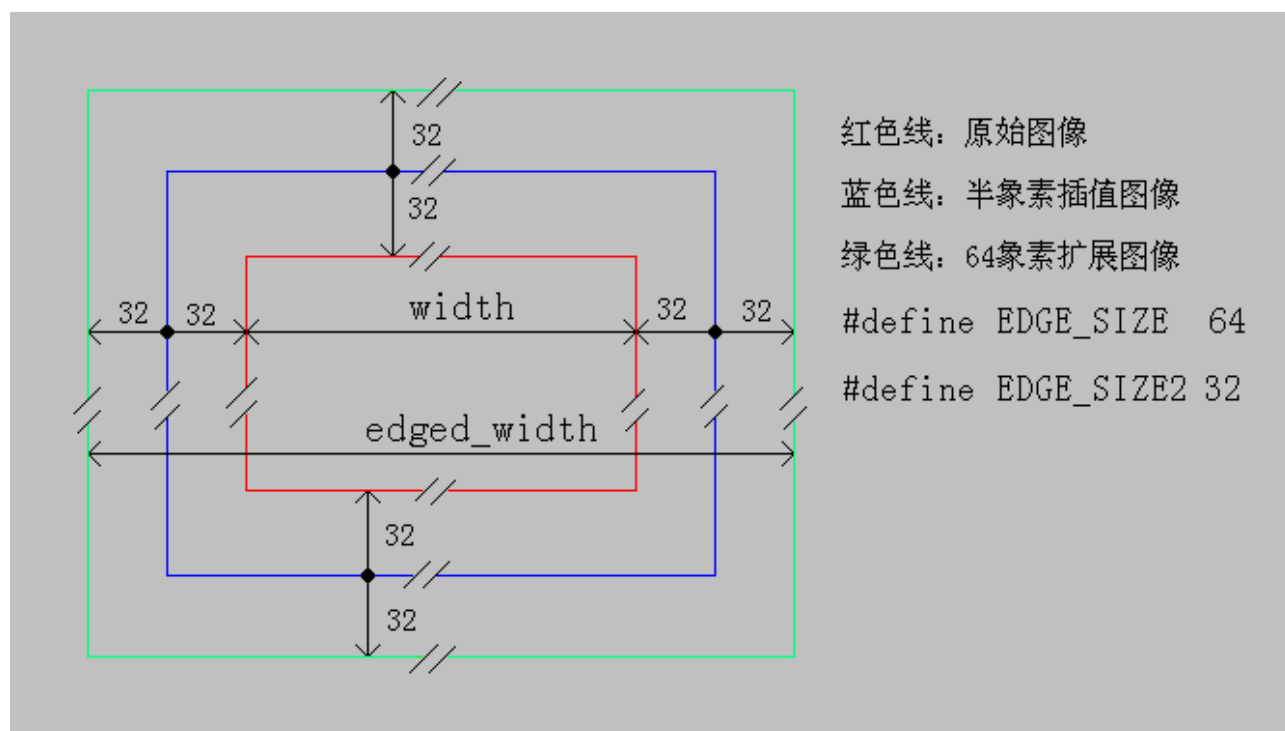 32
红色线：原始图像
32
蓝色线：半象素插值图像
绿色线：64象素扩展图像
32 32 width 32 32
#define EDGE_SIZE 64
#define EDGE_SIZE2 32
edged_width
32
32